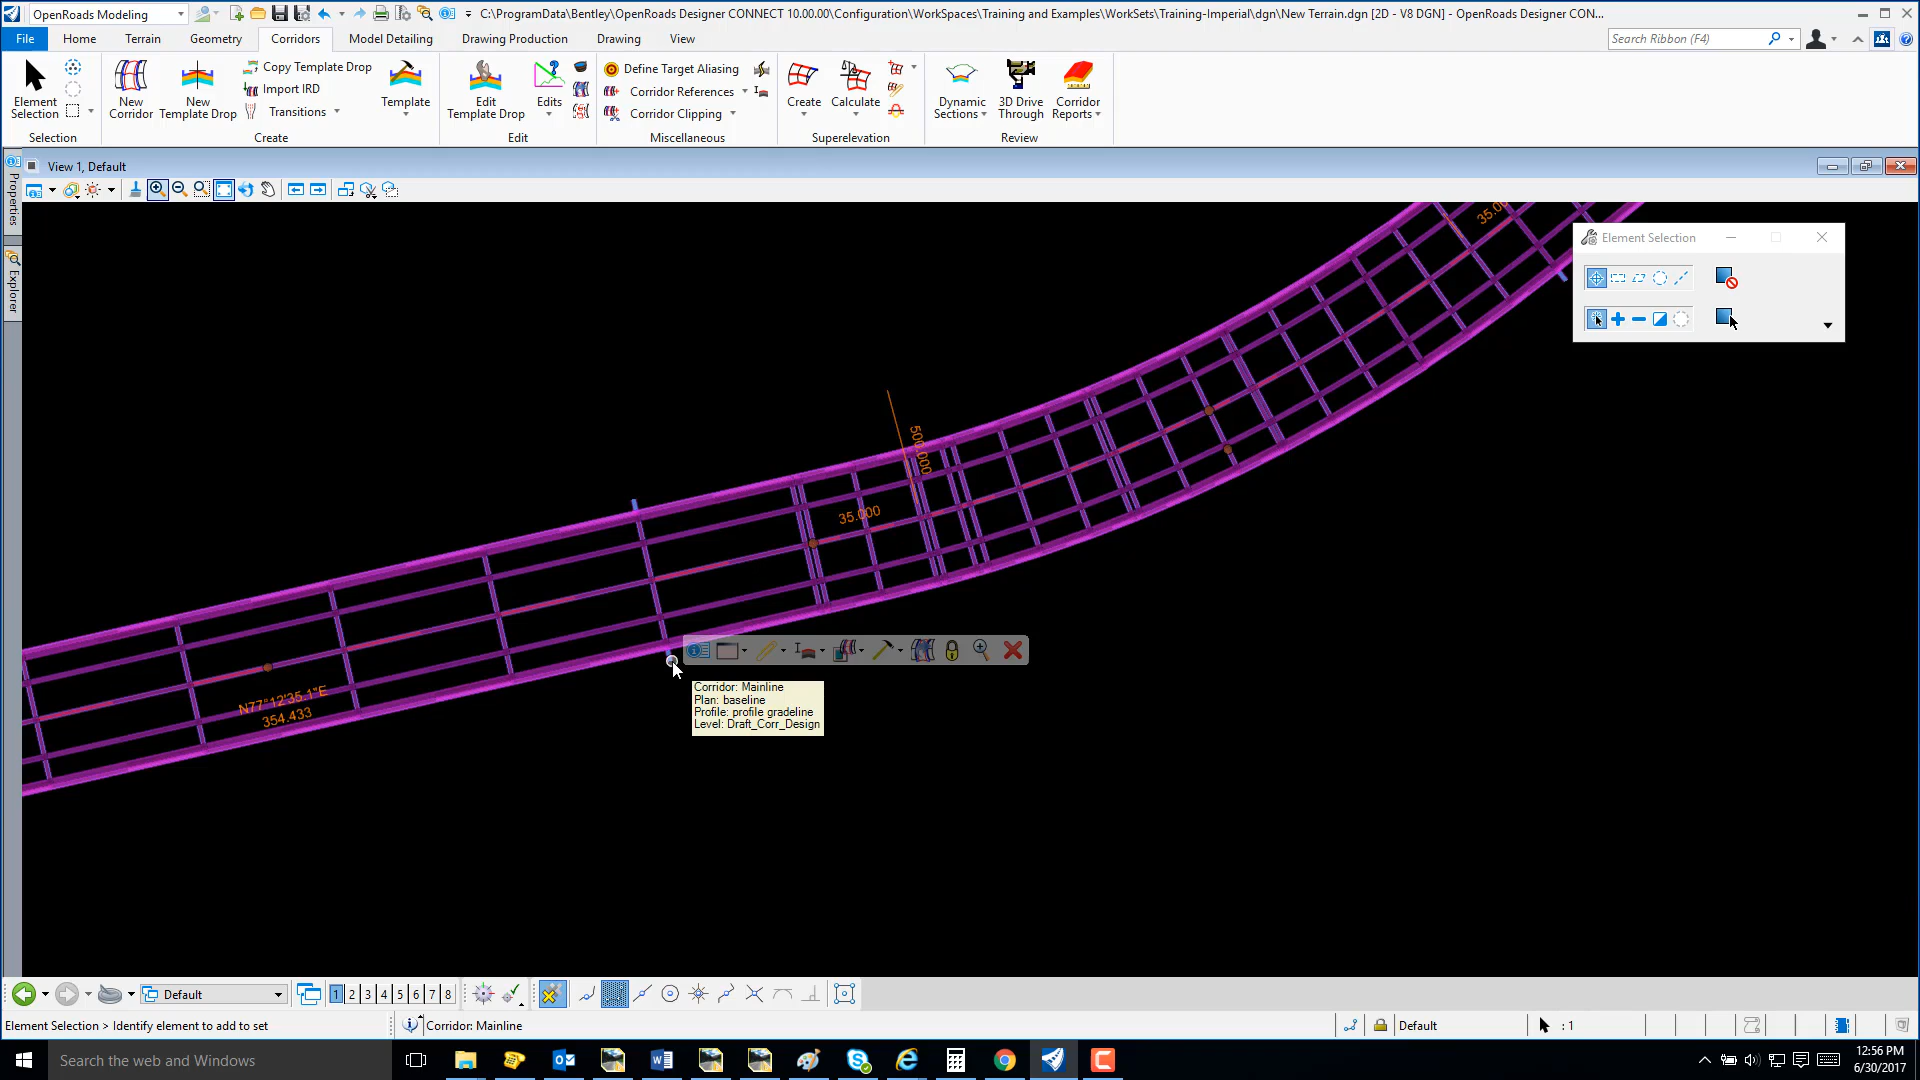 OpenRoads Modeling
C:\ProgramData\Bentley\OpenRoads Designer CONNECT 10.00.00\Configuration\WorkSpaces\Training and Examples\WorkSets\Training-Imperial\dgn\New Terrain.dgn [2D - V8 DGN] - OpenRoads Designer CON...
File
Home
Terrain
Geometry
Corridors
Model Detailing
Drawing Production
Drawing
View
Search Ribbon (F4)
Element Selection
New Corridor
New Template Drop
Copy Template Drop
Import IRD
Transitions
Template
Edit Template Drop
Edits
Define Target Aliasing
Corridor References
Corridor Clipping
Create
Calculate
Dynamic Sections
3D Drive Through
Corridor Reports
Selection
Create
Edit
Miscellaneous
Superelevation
Review
View 1, Default
Properties
Explorer
Element Selection
35.00
500.000
35.000
N77°12'35.1"E
354.433
Corridor: Mainline
Plan: baseline
Profile: profile gradeline
Level: Draft_Corr_Design
Default
1 2 3 4 5 6 7 8
Element Selection > Identify element to add to set
Corridor: Mainline
Default
: 1
Search the web and Windows
12:56 PM
6/30/2017